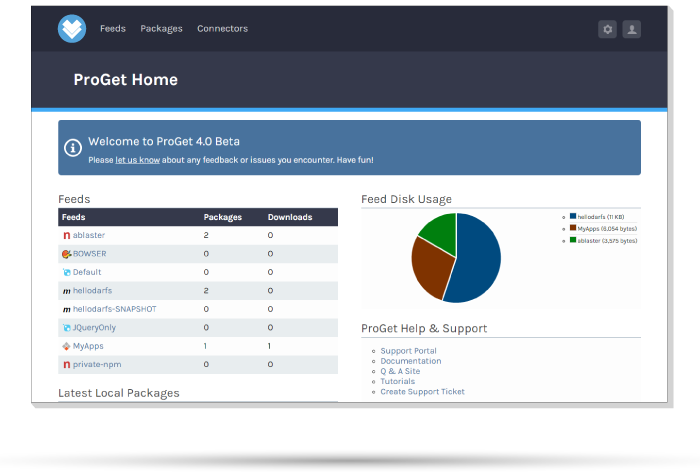 Feeds Packages Connectors
ProGet Home
Welcome to ProGet 4.0 Beta
Please let us know about any feedback or issues you encounter. Have fun!
Feeds
Feeds Packages Downloads
n ablaster 2 0
BOWSER 0 0
Default 0 0
m hellodarfs 2 0
m hellodarfs-SNAPSHOT 0 0
JQueryOnly 0 0
MyApps 1 1
n private-npm 0 0
Latest Local Packages
Feed Disk Usage
hellodarfs (11 KB)
MyApps (6,054 bytes)
ablaster (3,575 bytes)
ProGet Help & Support
Support Portal
Documentation
Q & A Site
Tutorials
Create Support Ticket